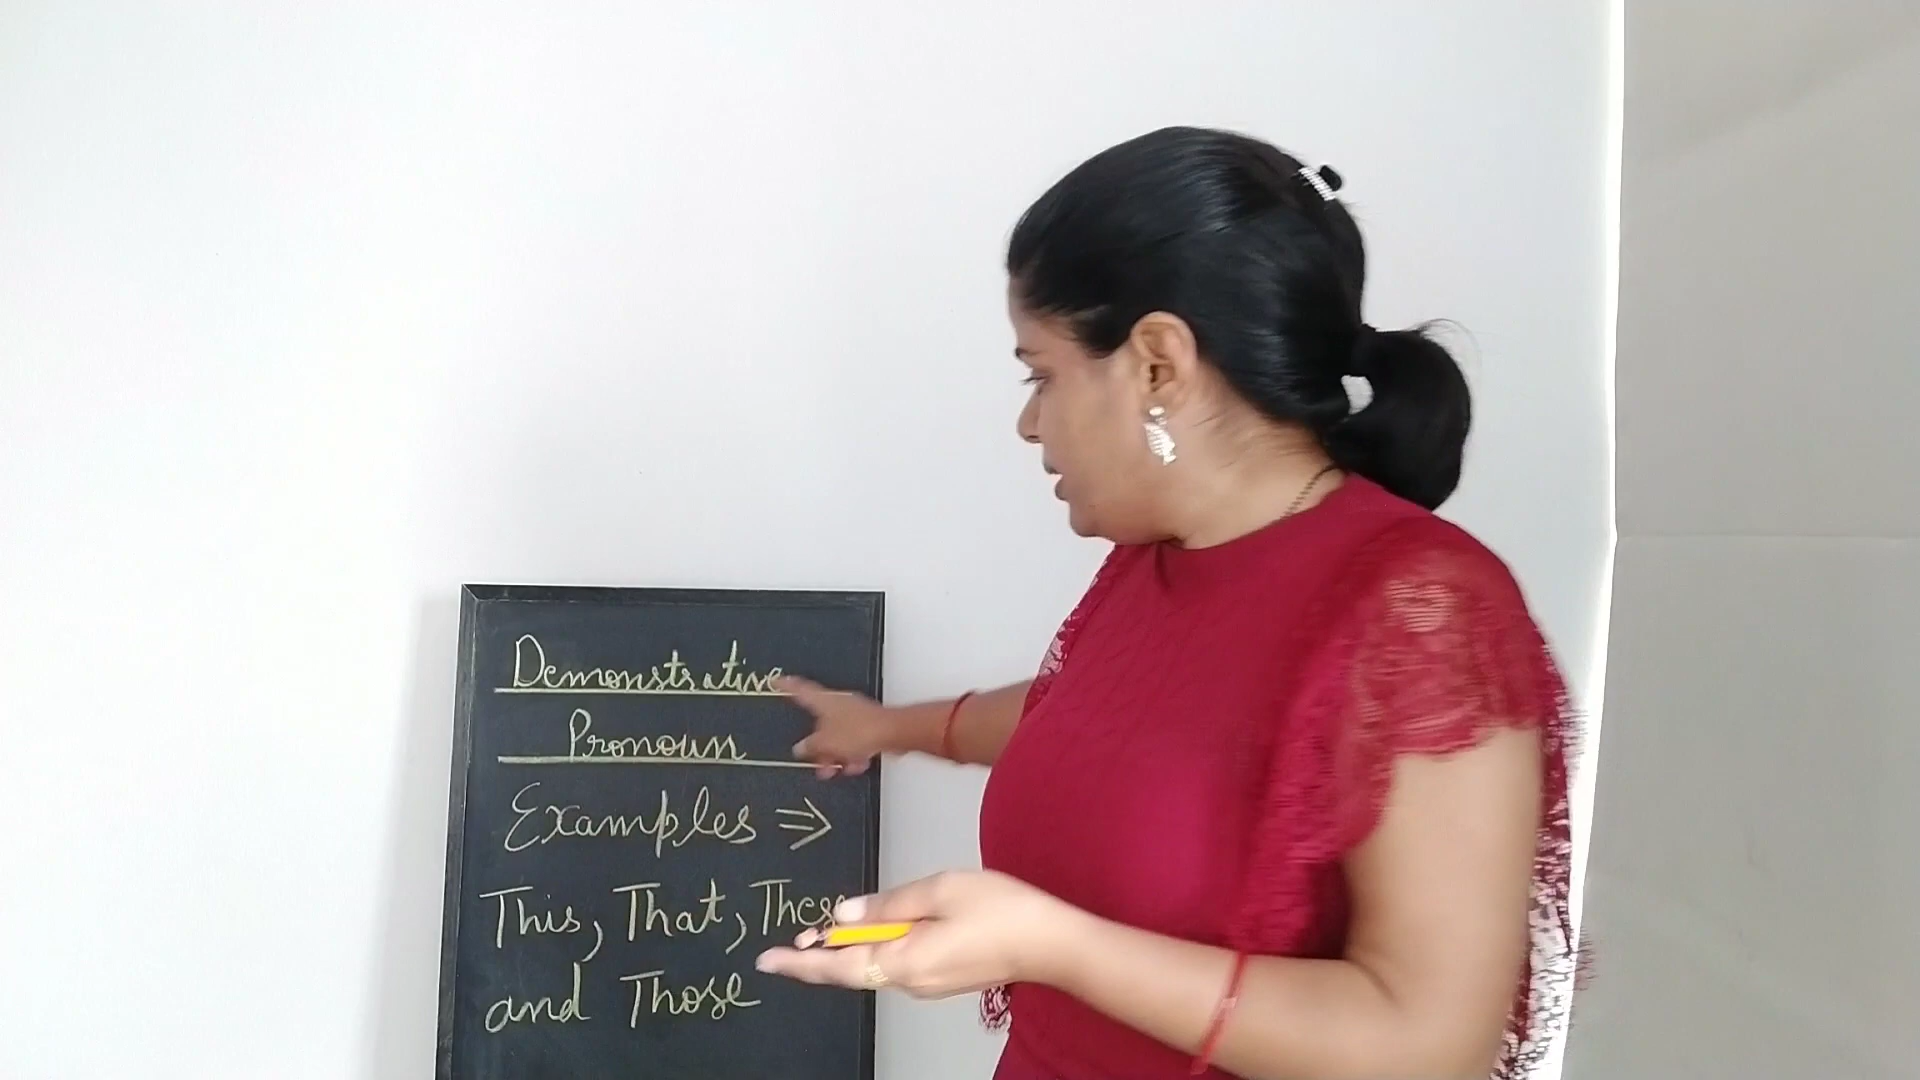 Demonstrative
Pronoun
Examples ⇒
This, That, These
and Those